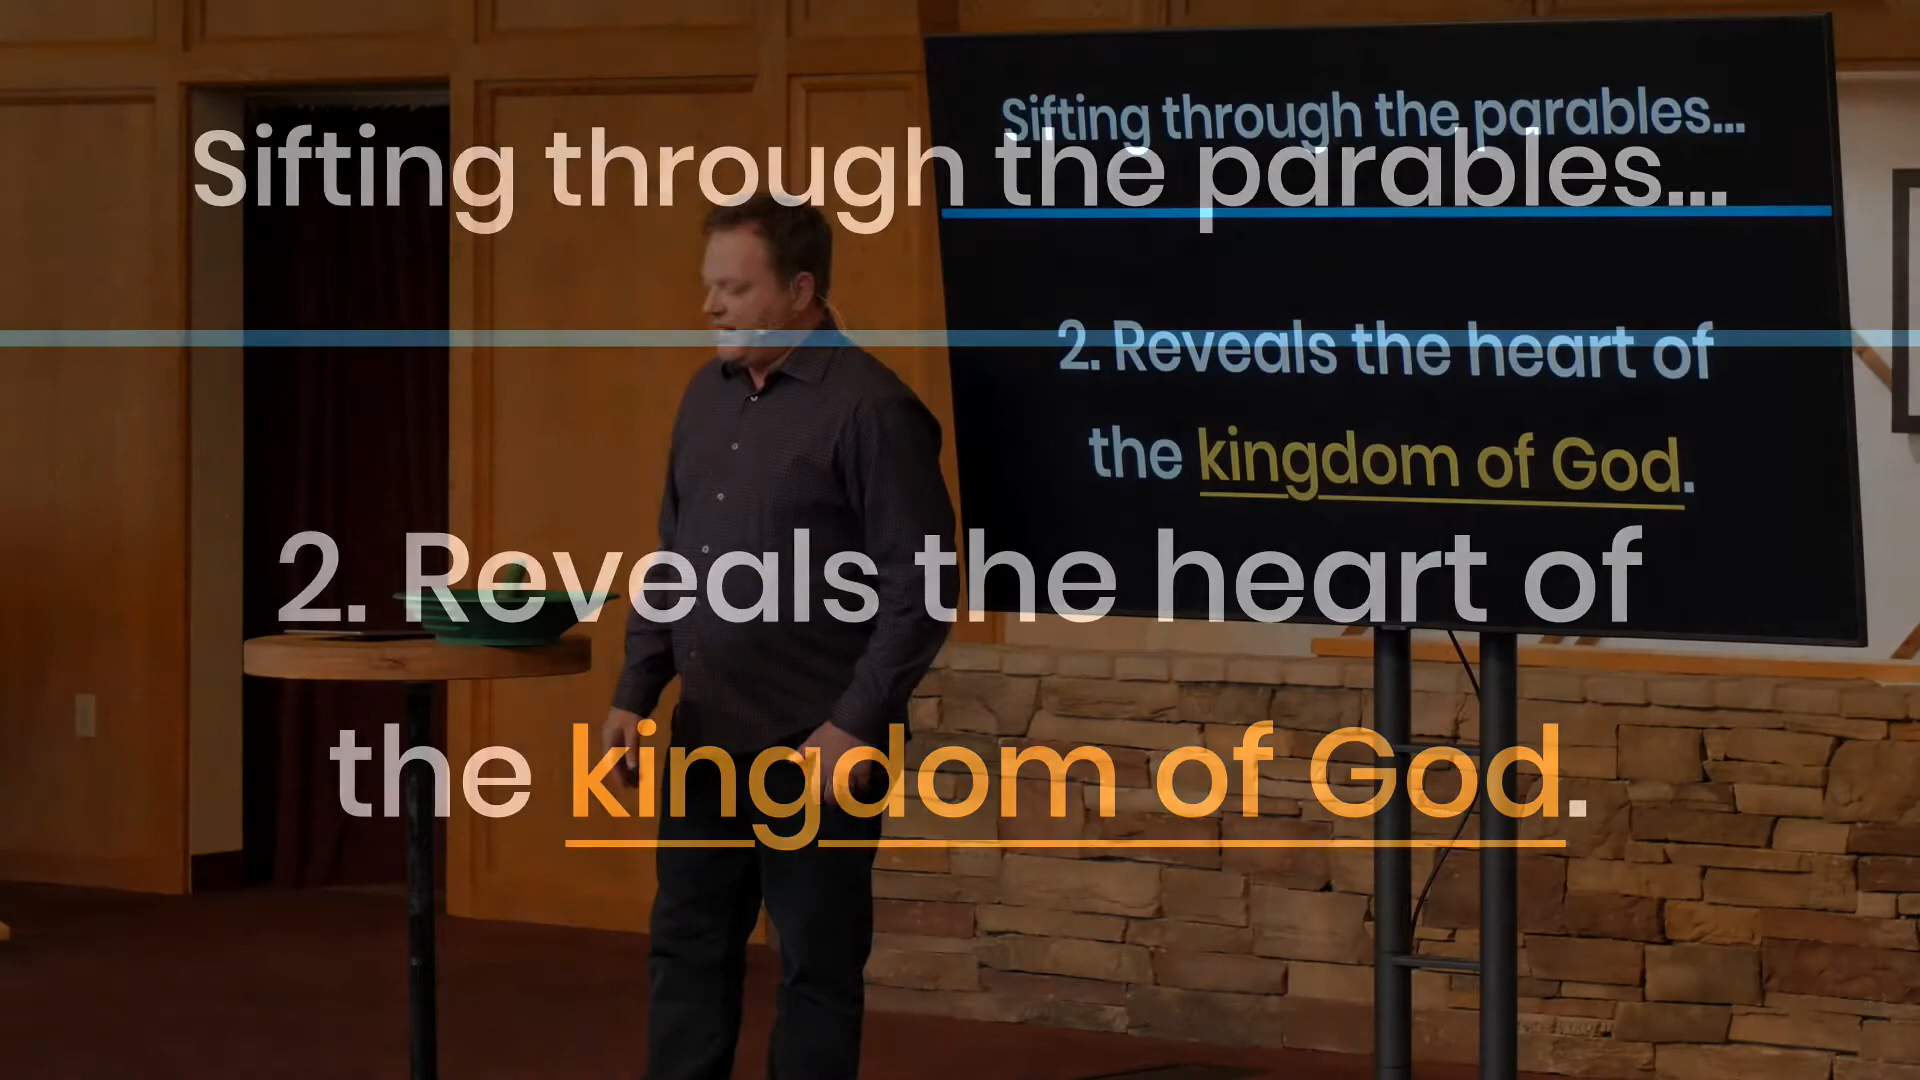 Sifting through the parables...
2. Reveals the heart of
the kingdom of God.
Sifting through the parables...
2. Reveals the heart of
the kingdom of God.